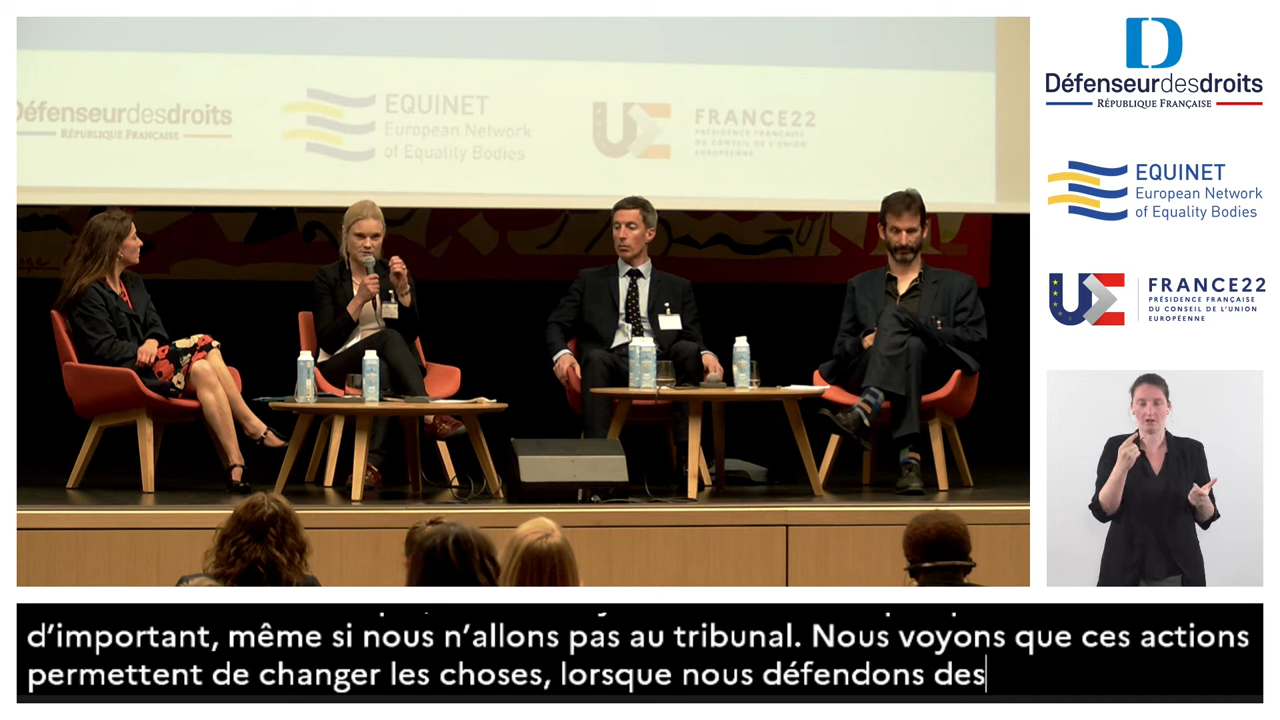 Défenseurdesdroits
RÉPUBLIQUE FRANÇAISE
EQUINET
European Network
of Equality Bodies
UE
FRANCE22
PRÉSIDENCE FRANÇAISE
DU CONSEIL DE L'UNION
EUROPÉENNE
D
Défenseurdesdroits
RÉPUBLIQUE FRANÇAISE
EQUINET
European Network
of Equality Bodies
UE
FRANCE22
PRÉSIDENCE FRANÇAISE
DU CONSEIL DE L'UNION
EUROPÉENNE
d'important, même si nous n'allons pas au tribunal. Nous voyons que ces actions
permettent de changer les choses, lorsque nous défendons des